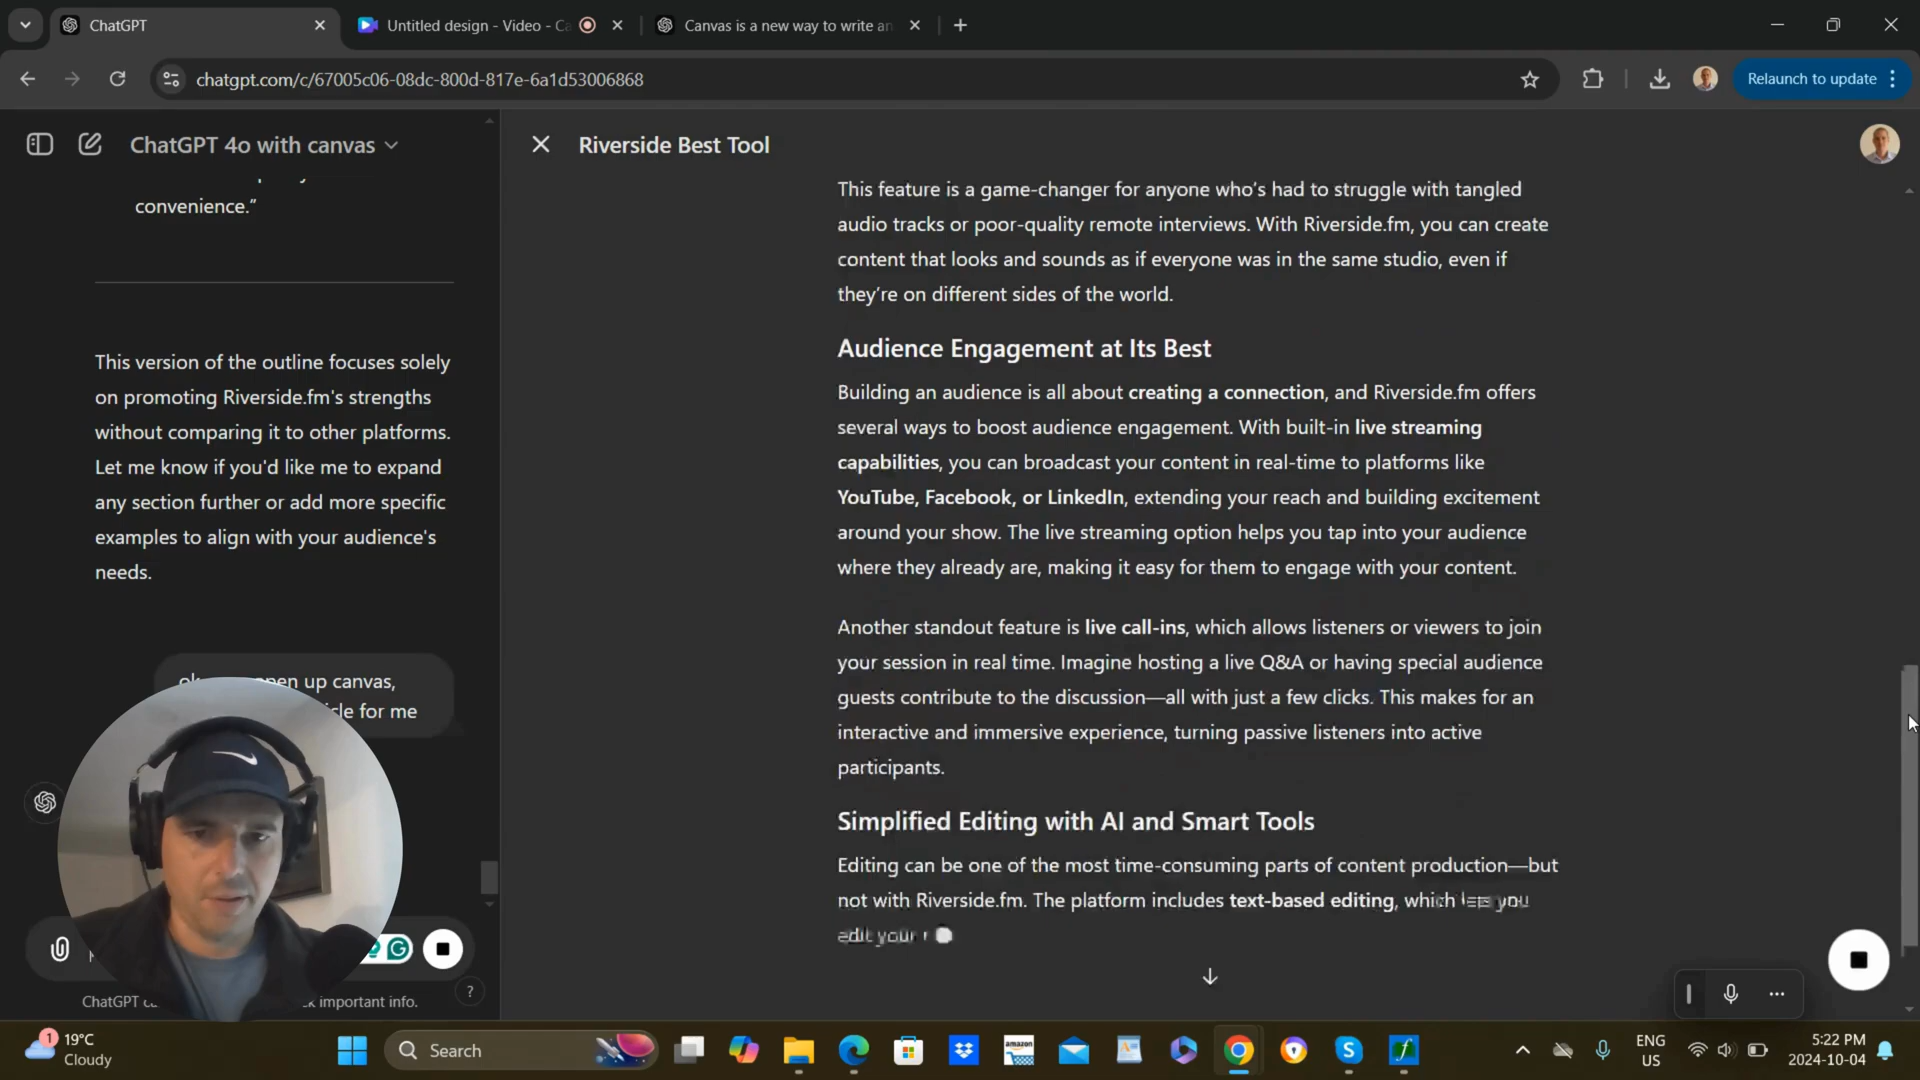 ChatGPT
Untitled design - Video - Ca
Canvas is a new way to write an
chatgpt.com/c/67005c06-08dc-800d-817e-6a1d53006868
Relaunch to update
ChatGPT 4o with canvas
Riverside Best Tool
convenience."
This version of the outline focuses solely
on promoting Riverside.fm's strengths
without comparing it to other platforms.
Let me know if you'd like me to expand
any section further or add more specific
examples to align with your audience's
needs.
open up canvas,
for me
ChatGPT
important info.
?
This feature is a game-changer for anyone who's had to struggle with tangled
audio tracks or poor-quality remote interviews. With Riverside.fm, you can create
content that looks and sounds as if everyone was in the same studio, even if
they're on different sides of the world.
Audience Engagement at Its Best
Building an audience is all about creating a connection, and Riverside.fm offers
several ways to boost audience engagement. With built-in live streaming
capabilities, you can broadcast your content in real-time to platforms like
YouTube, Facebook, or LinkedIn, extending your reach and building excitement
around your show. The live streaming option helps you tap into your audience
where they already are, making it easy for them to engage with your content.
Another standout feature is live call-ins, which allows listeners or viewers to join
your session in real time. Imagine hosting a live Q&A or having special audience
guests contribute to the discussion—all with just a few clicks. This makes for an
interactive and immersive experience, turning passive listeners into active
participants.
Simplified Editing with AI and Smart Tools
Editing can be one of the most time-consuming parts of content production—but
not with Riverside.fm. The platform includes text-based editing, which lets you
edit your
1
19°C
Cloudy
Search
amazon
ENG
US
5:22 PM
2024-10-04